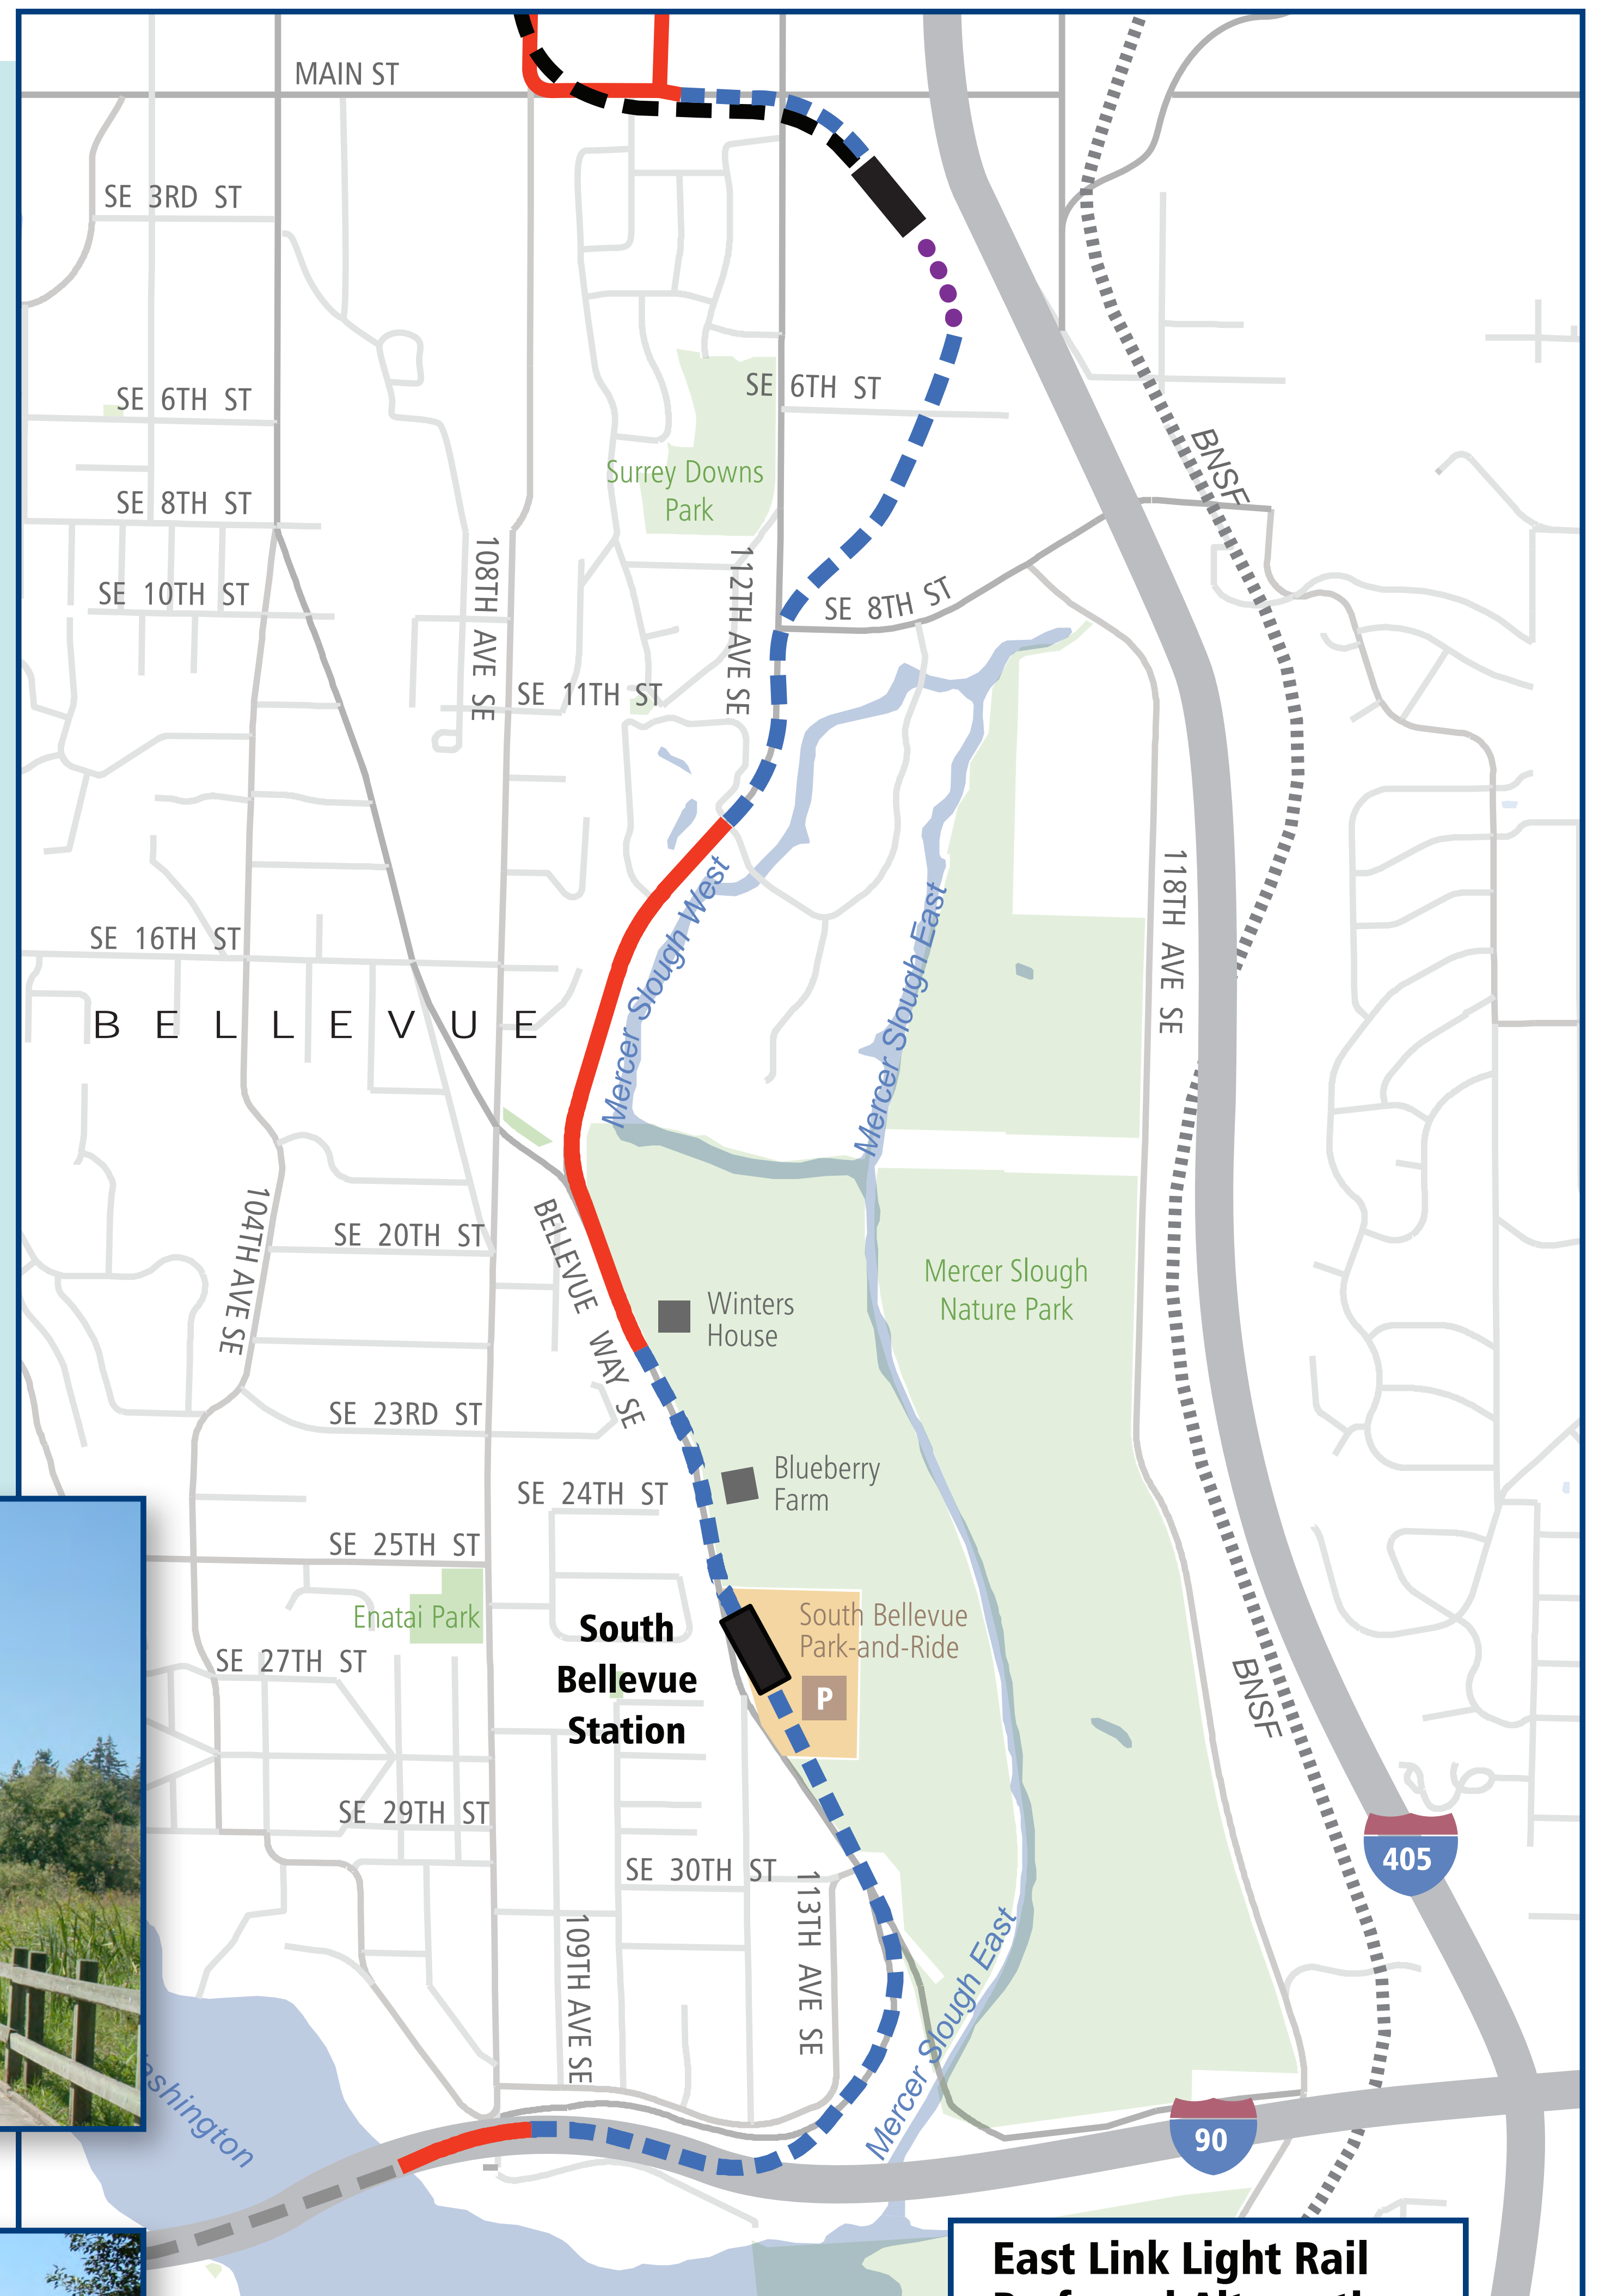 MAIN ST
SE 3RD ST
SE 6TH ST
SE 6TH ST
Surrey Downs
Park
BNSF
SE 8TH ST
108TH AVE SE
112TH AVE SE
SE 10TH ST
SE 8TH ST
SE 11TH ST
118TH AVE SE
Mercer Slough West
Mercer Slough East
SE 16TH ST
BELLEVUE
104TH AVE SE
SE 20TH ST
BELLEVUE WAY SE
Mercer Slough
Nature Park
Winters
House
SE 23RD ST
Blueberry
Farm
SE 24TH ST
SE 25TH ST
Enatai Park
South
Bellevue
Station
South Bellevue
Park-and-Ride
P
SE 27TH ST
BNSF
SE 29TH ST
405
SE 30TH ST
113TH AVE SE
109TH AVE SE
Mercer Slough East
90
East Link Light Rail